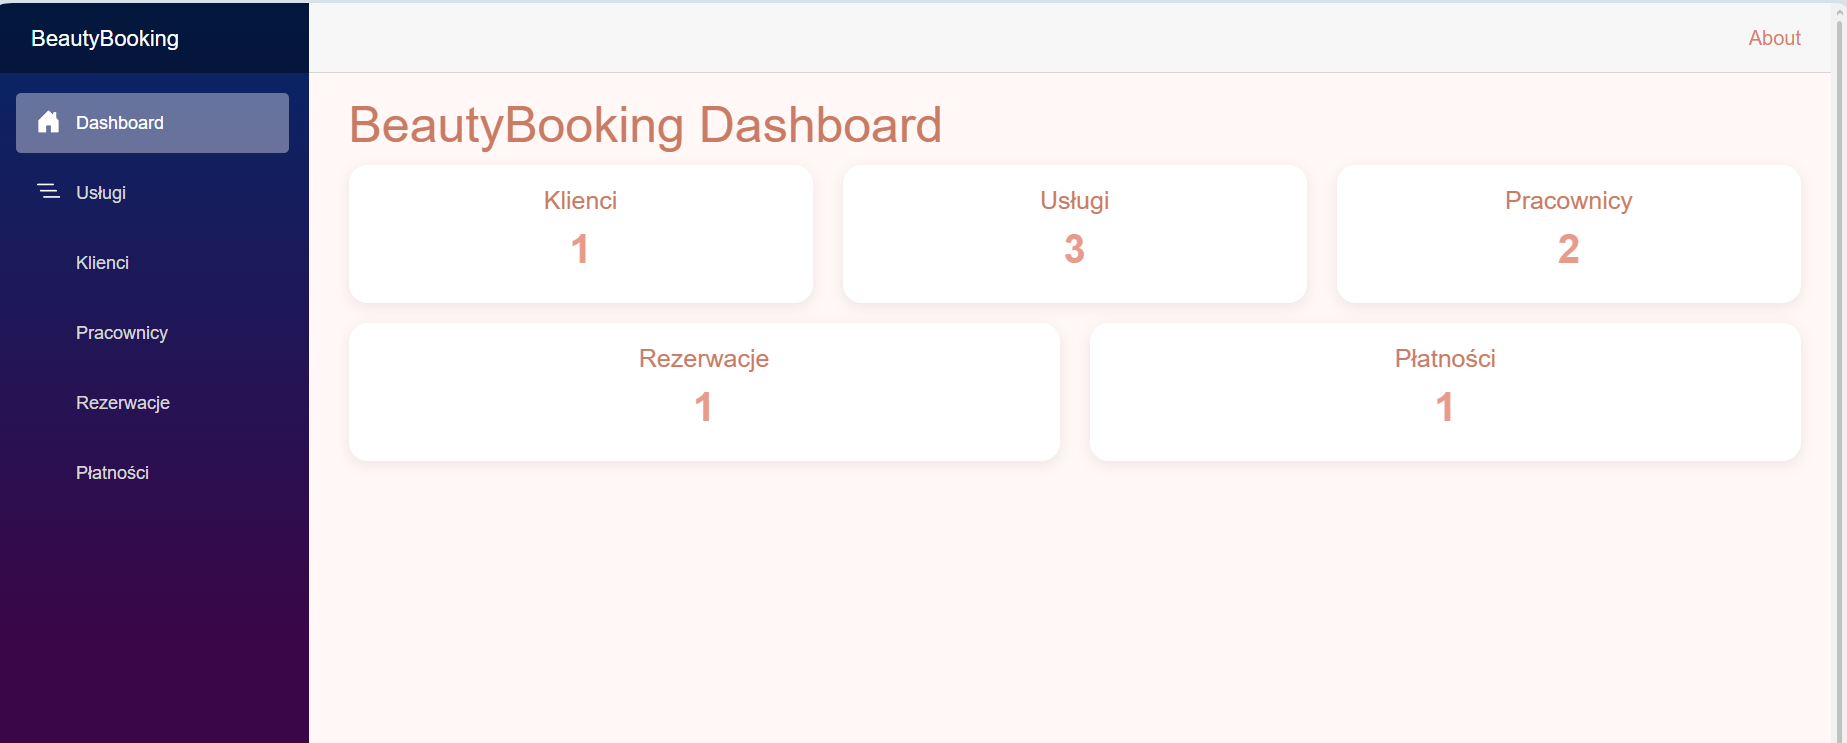 BeautyBooking
About
Dashboard
Usługi
Klienci
Pracownicy
Rezerwacje
Płatności
BeautyBooking Dashboard
Klienci
1
Usługi
3
Pracownicy
2
Rezerwacje
1
Płatności
1